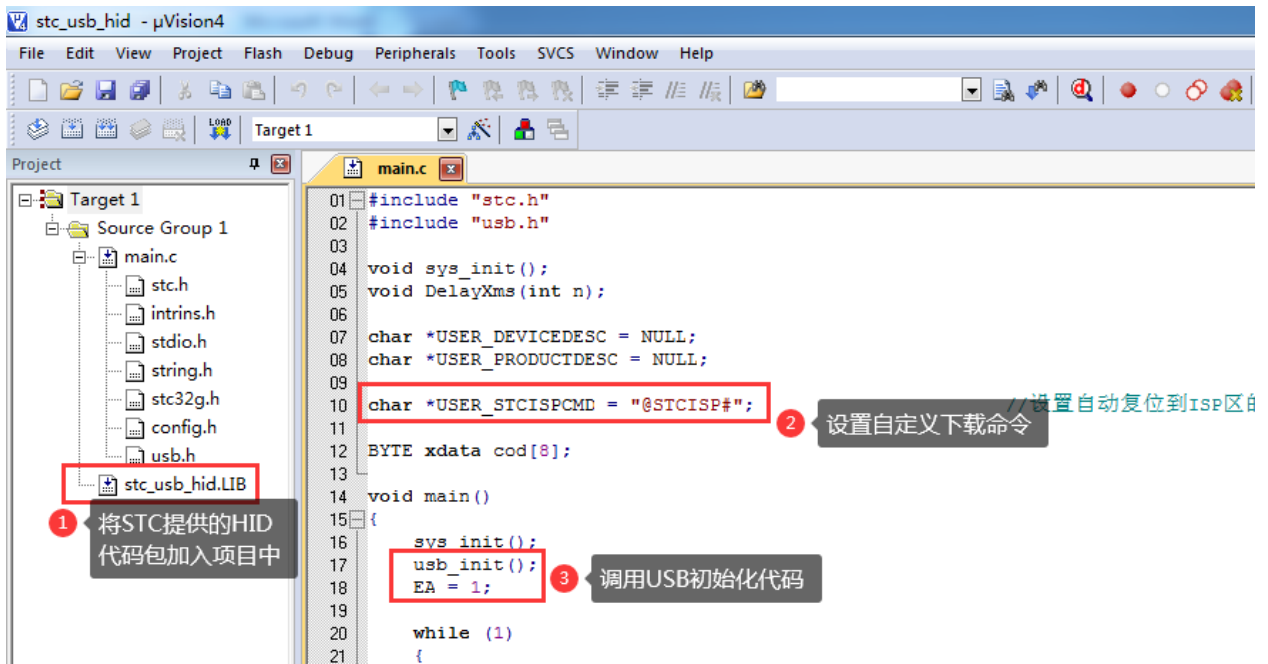 stc_usb_hid - µVision4
File Edit View Project Flash Debug Peripherals Tools SVCS Window Help
LOAD Target 1
Project
main.c
Target 1
Source Group 1
main.c
stc.h
intrins.h
stdio.h
string.h
stc32g.h
config.h
usb.h
stc_usb_hid.LIB
1 将STC提供的HID
代码包加入项目中
01 #include "stc.h"
02 #include "usb.h"
03
04 void sys_init();
05 void DelayXms(int n);
06
07 char *USER_DEVICEDESC = NULL;
08 char *USER_PRODUCTDESC = NULL;
09
10 char *USER_STCISPCMD = "@STCISP#"; //设置自动复位到ISP区的
2 设置自定义下载命令
11
12 BYTE xdata cod[8];
13
14 void main()
15 {
16 sys_init();
17 usb_init();
18 EA = 1;
3 调用USB初始化代码
19
20 while (1)
21 {